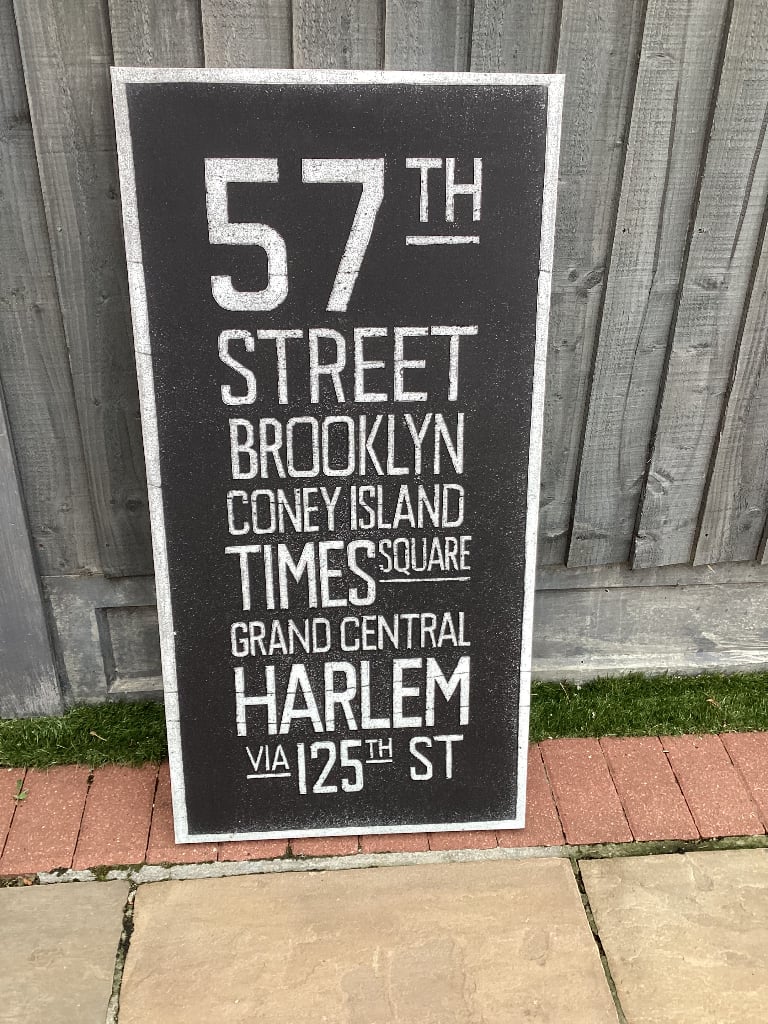 57TH
STREET
BROOKLYN
CONEY ISLAND
TIMES SQUARE
GRAND CENTRAL
HARLEM
VIA 125TH ST